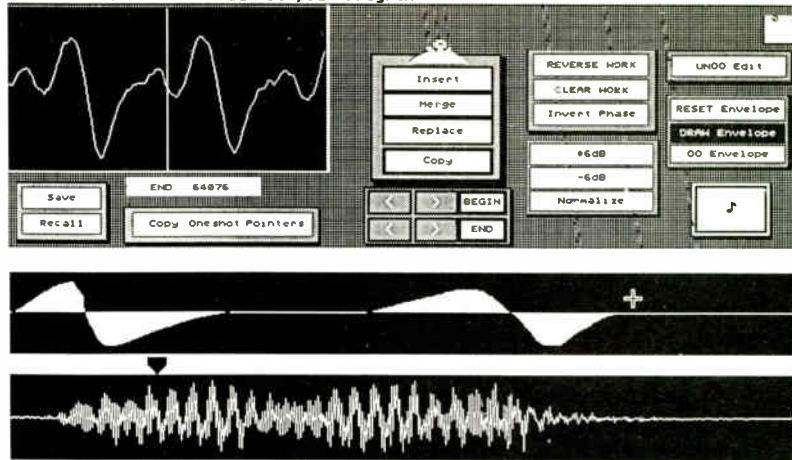 Insert
Merge
Replace
Copy
REVERSE WORK
CLEAR WORK
Invert Phase
+6dB
-6dB
Normalize
UNDO Edit
RESET Envelope
DRAW Envelope
DO Envelope
END 64076
Save
Recall
Copy Oneshot Pointers
< > BEGIN
< > END